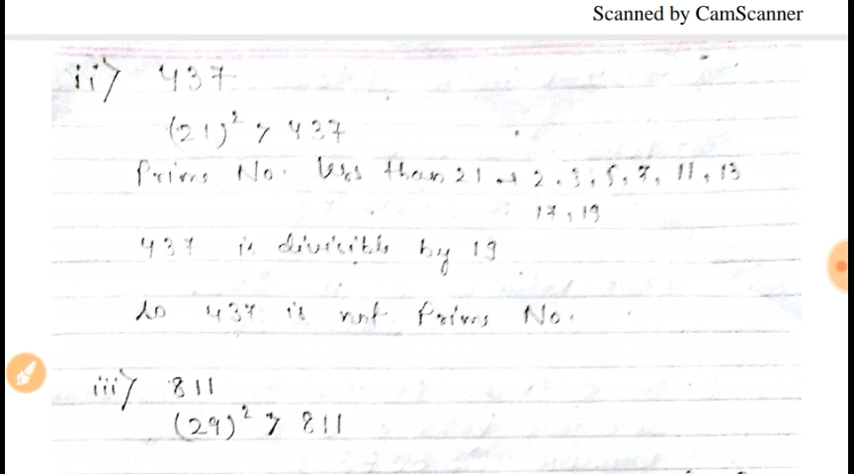 Scanned by CamScanner
ii) 437
(21)² > 437
Prime No. less than 21 → 2, 3, 5, 7, 11, 13
17, 19
437 is divisible by 19
So 437 is not Prime No.
iii) 811
(29)² > 811